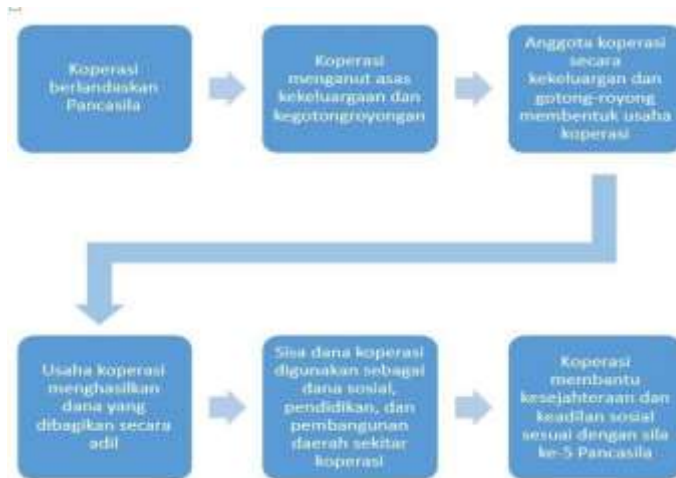 Koperasi
berlandaskan
Pancasila
Koperasi
menganut asas
kekeluargaan dan
kegotongroyongan
Anggota koperasi
secara
kekeluargan dan
gotong-royong
membentuk usaha
koperasi
Usaha koperasi
menghasilkan
dana yang
dibagikan secara
adil
Sisa dana koperasi
digunakan sebagai
dana sosial,
pendidikan, dan
pembangunan
daerah sekitar
koperasi
Koperasi
membantu
kesejahteraan dan
keadilan sosial
sesuai dengan sila
ke-5 Pancasila